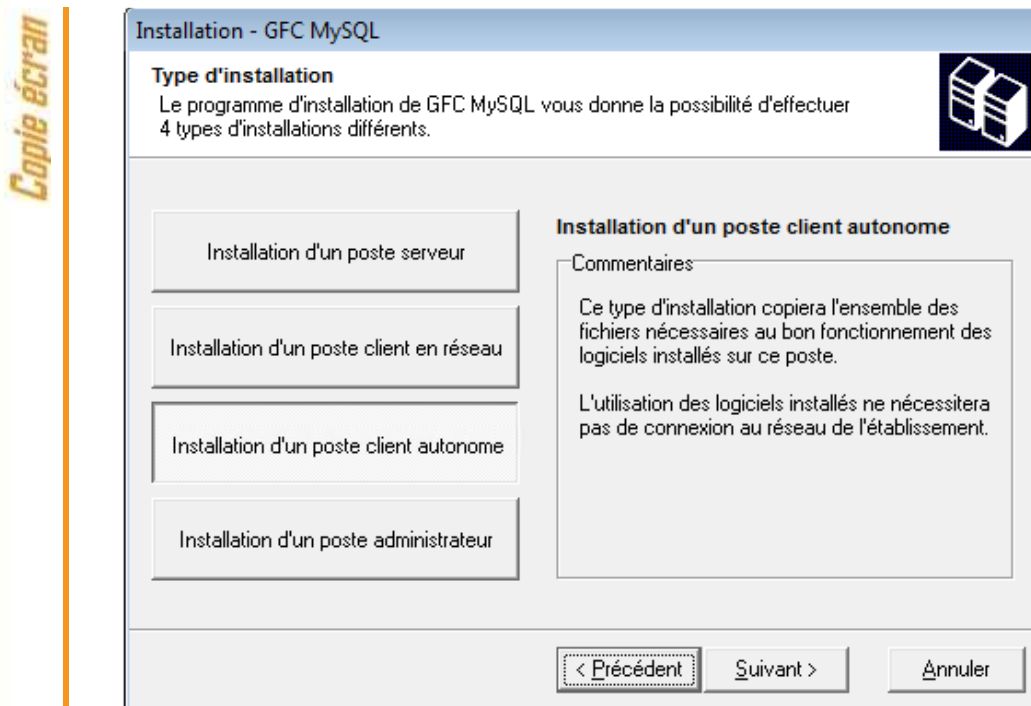 Copie écran
Installation - GFC MySQL
Type d'installation
Le programme d'installation de GFC MySQL vous donne la possibilité d'effectuer
4 types d'installations différents.
Installation d'un poste serveur
Installation d'un poste client en réseau
Installation d'un poste client autonome
Installation d'un poste administrateur
Installation d'un poste client autonome
Commentaires
Ce type d'installation copiera l'ensemble des
fichiers nécessaires au bon fonctionnement des
logiciels installés sur ce poste.
L'utilisation des logiciels installés ne nécessitera
pas de connexion au réseau de l'établissement.
< Précédent
Suivant >
Annuler